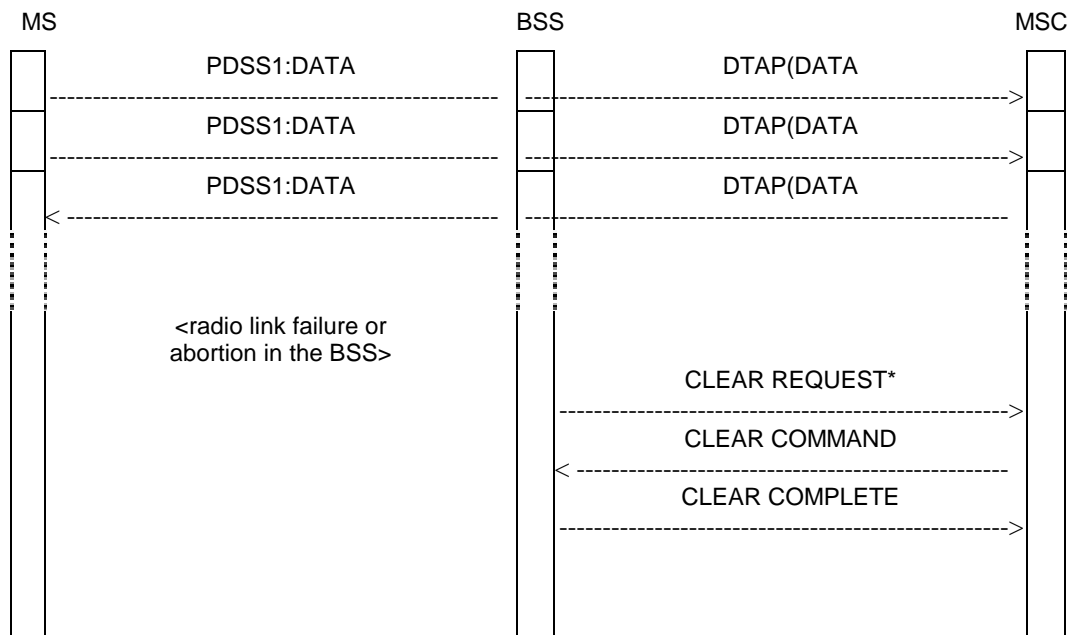 MS BSS MSC
PDSS1:DATA DTAP(DATA
PDSS1:DATA DTAP(DATA
PDSS1:DATA DTAP(DATA
<radio link failure or
abortion in the BSS>
CLEAR REQUEST*
CLEAR COMMAND
CLEAR COMPLETE